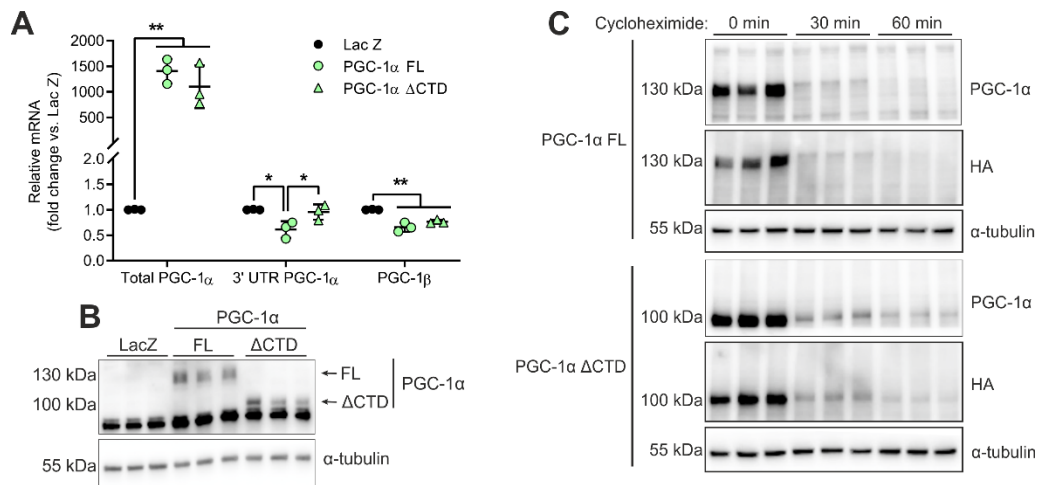 A
Relative mRNA
(fold change vs. Lac Z)
2000
1500
1000
500
2.0
1.5
1.0
0.5
0.0
**
*
*
**
Lac Z
PGC-1α FL
PGC-1α ΔCTD
Total PGC-1α
3' UTR PGC-1α
PGC-1β
B
PGC-1α
LacZ
FL
ΔCTD
130 kDa
100 kDa
55 kDa
FL
ΔCTD
PGC-1α
α-tubulin
C
Cycloheximide: 0 min 30 min 60 min
PGC-1α FL
130 kDa
PGC-1α
130 kDa
HA
55 kDa
α-tubulin
PGC-1α ΔCTD
100 kDa
PGC-1α
100 kDa
HA
55 kDa
α-tubulin